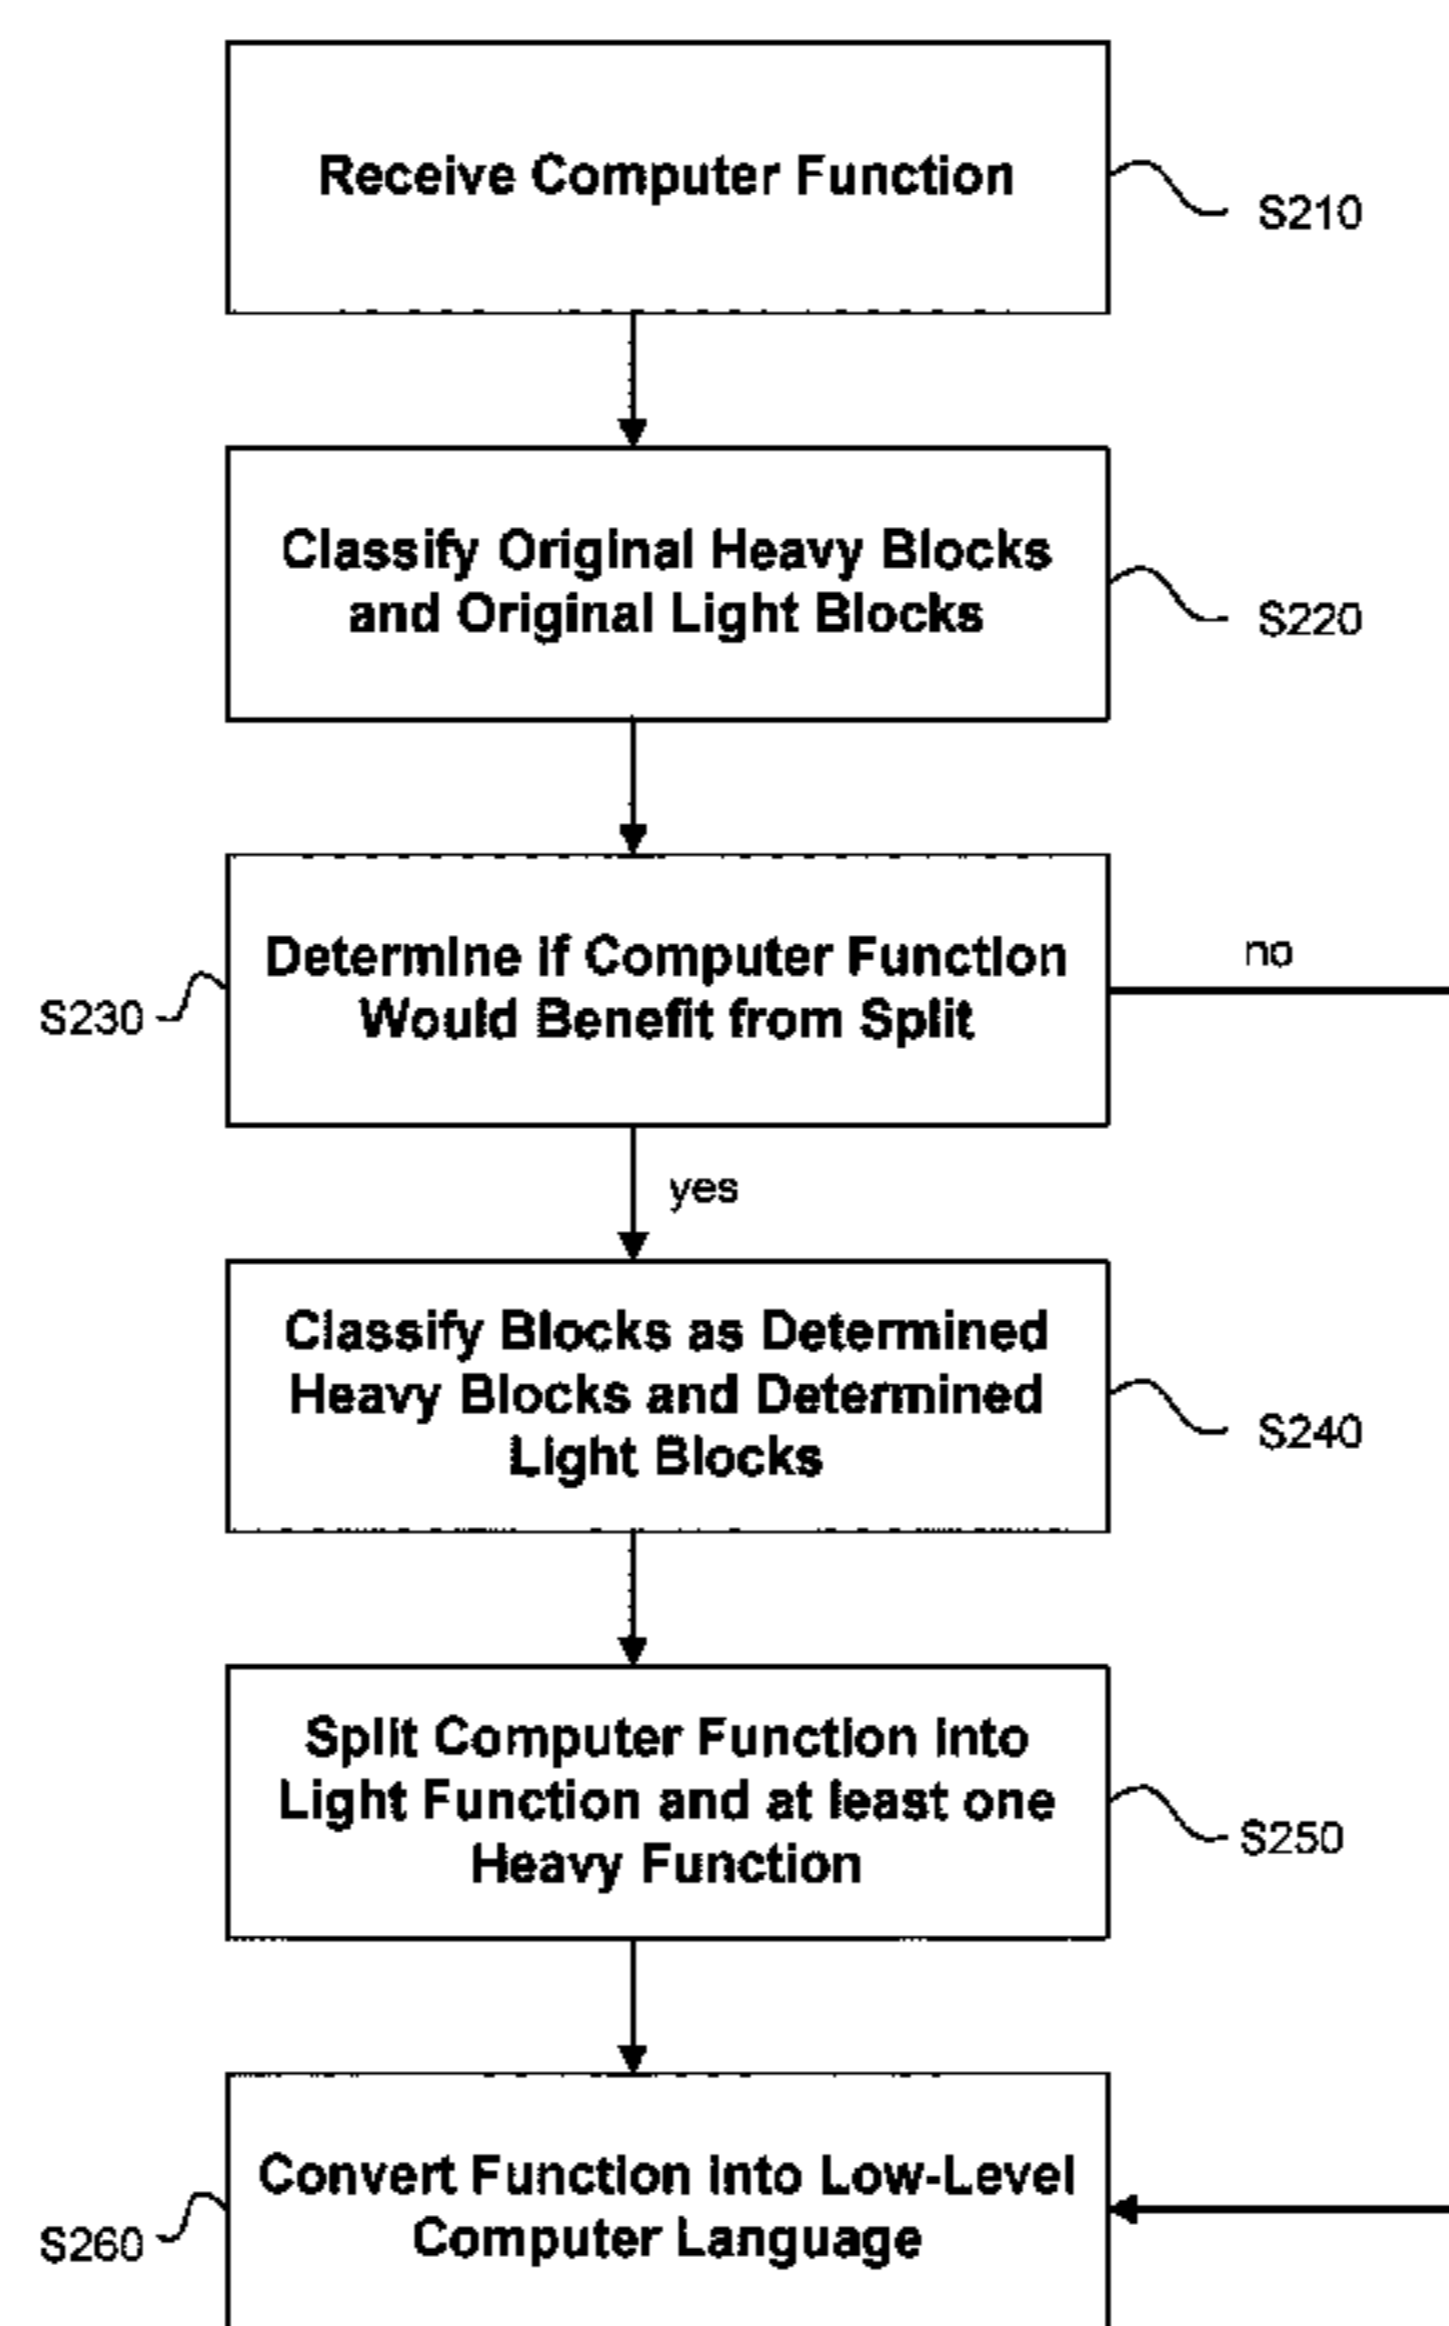 Receive Computer Function
S210
Classify Original Heavy Blocks
and Original Light Blocks
S220
Determine if Computer Function
Would Benefit from Split
S230
no
yes
Classify Blocks as Determined
Heavy Blocks and Determined
Light Blocks
S240
Split Computer Function into
Light Function and at least one
Heavy Function
S250
Convert Function into Low-Level
Computer Language
S260